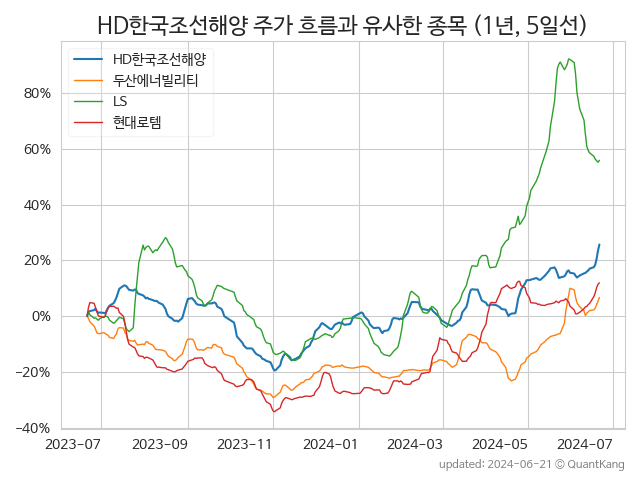 HD한국조선해양 주가 흐름과 유사한 종목 (1년, 5일선)
HD한국조선해양
두산에너빌리티
LS
현대로템
80%
60%
40%
20%
0%
−20%
−40%
2023-07
2023-09
2023-11
2024-01
2024-03
2024-05
2024-07
updated: 2024-06-21 © QuantKang